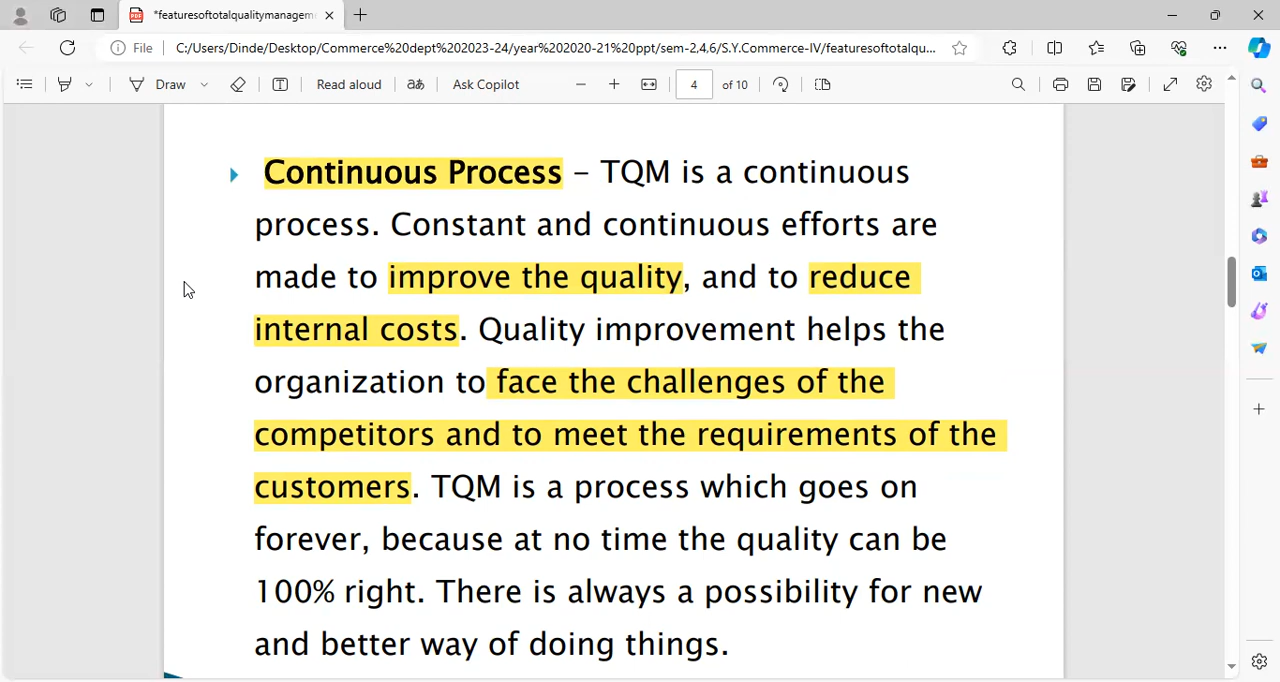 *featuresoftotalqualitymanagem
File C:/Users/Dinde/Desktop/Commerce%20dept%202023-24/year%202020-21%20ppt/sem-2,4,6/S.Y.Commerce-IV/featuresoftotalqu...
Draw Read aloud aあ Ask Copilot 4 of 10
Continuous Process – TQM is a continuous
process. Constant and continuous efforts are
made to improve the quality, and to reduce
internal costs. Quality improvement helps the
organization to face the challenges of the
competitors and to meet the requirements of the
customers. TQM is a process which goes on
forever, because at no time the quality can be
100% right. There is always a possibility for new
and better way of doing things.